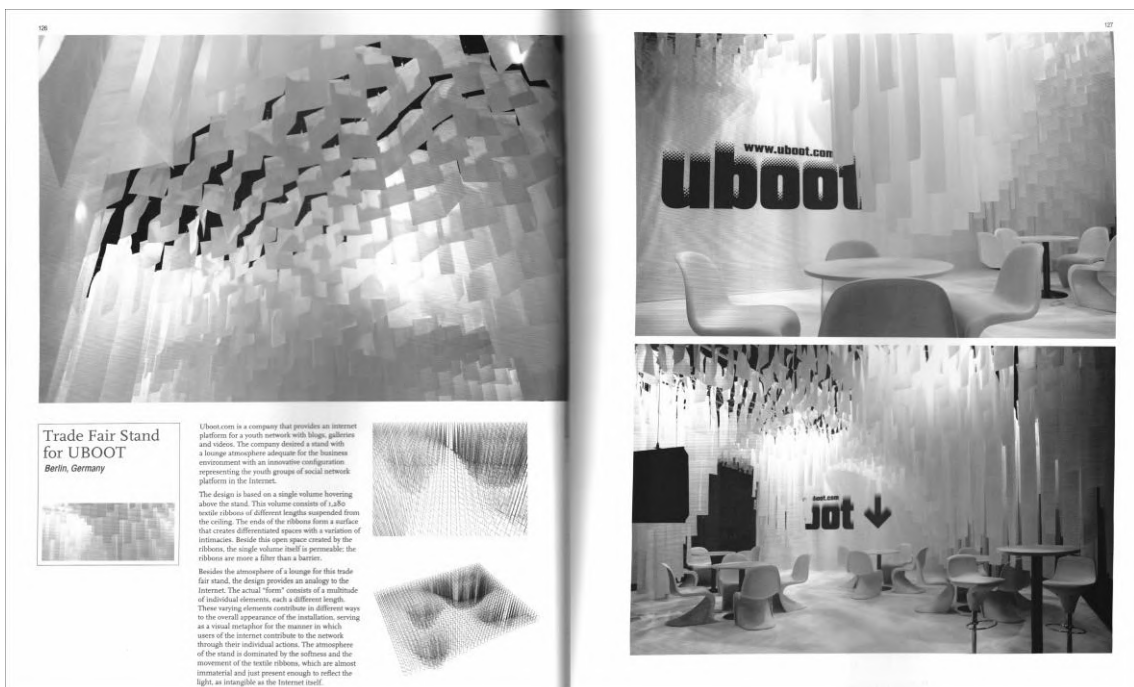 126
Trade Fair Stand
for UBOOT
Berlin, Germany
Uboot.com is a company that provides an internet
platform for a youth network with blogs, galleries
and videos. The company desired a stand with
a lounge atmosphere adequate for the business
environment with an innovative configuration
representing the youth groups of social network
platform in the Internet.
The design is based on a single volume hovering
above the stand. This volume consists of 1,280
textile ribbons of different lengths suspended from
the ceiling. The ends of the ribbons form a surface
that creates differentiated spaces with a variation of
intimacies. Beside this open space created by the
ribbons, the single volume itself is permeable; the
ribbons are more a filter than a barrier.
Besides the atmosphere of a lounge for this trade
fair stand, the design provides an analogy to the
Internet. The actual "form" consists of a multitude
of individual elements, each a different length.
These varying elements contribute in different ways
to the overall appearance of the installation, serving
as a visual metaphor for the manner in which
users of the internet contribute to the network
through their individual actions. The atmosphere
of the stand is dominated by the softness and the
movement of the textile ribbons, which are almost
immaterial and just present enough to reflect the
light, as intangible as the Internet itself.
127
www.uboot.com
uboot
uboot.com
oot